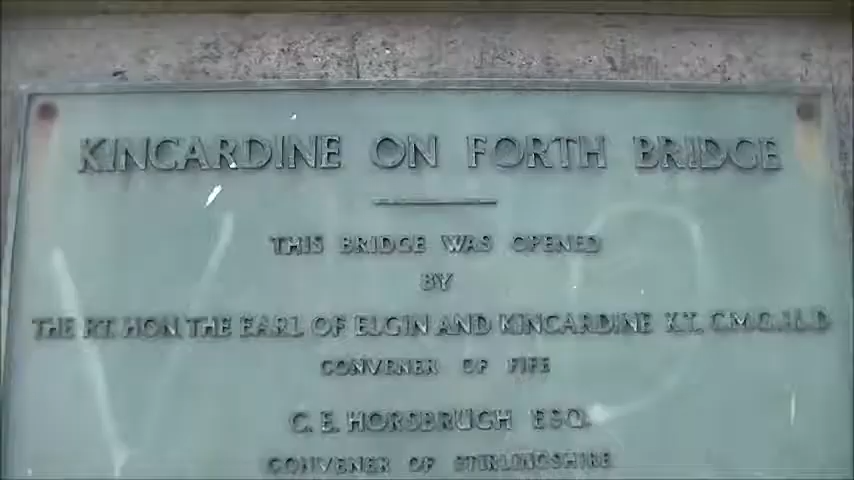 KINCARDINE ON FORTH BRIDGE
THIS BRIDGE WAS OPENED
BY
THE RT. HON. THE EARL OF ELGIN AND KINCARDINE K.T. C.M.G. LL.D
CONVENER OF FIFE
C. E. HORSBRUGH ESQ.
CONVENER OF STIRLINGSHIRE